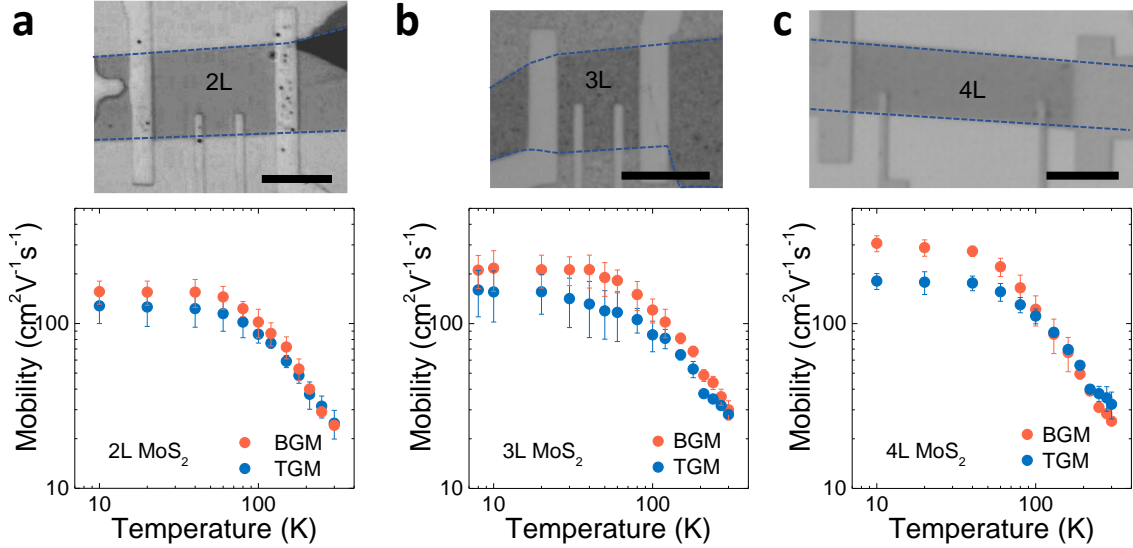 a
2L
Mobility (cm²V⁻¹s⁻¹)
100
10
2L MoS₂
BGM
TGM
10
100
Temperature (K)
b
3L
Mobility (cm²V⁻¹s⁻¹)
100
10
3L MoS₂
BGM
TGM
10
100
Temperature (K)
c
4L
Mobility (cm²V⁻¹s⁻¹)
100
10
4L MoS₂
BGM
TGM
10
100
Temperature (K)